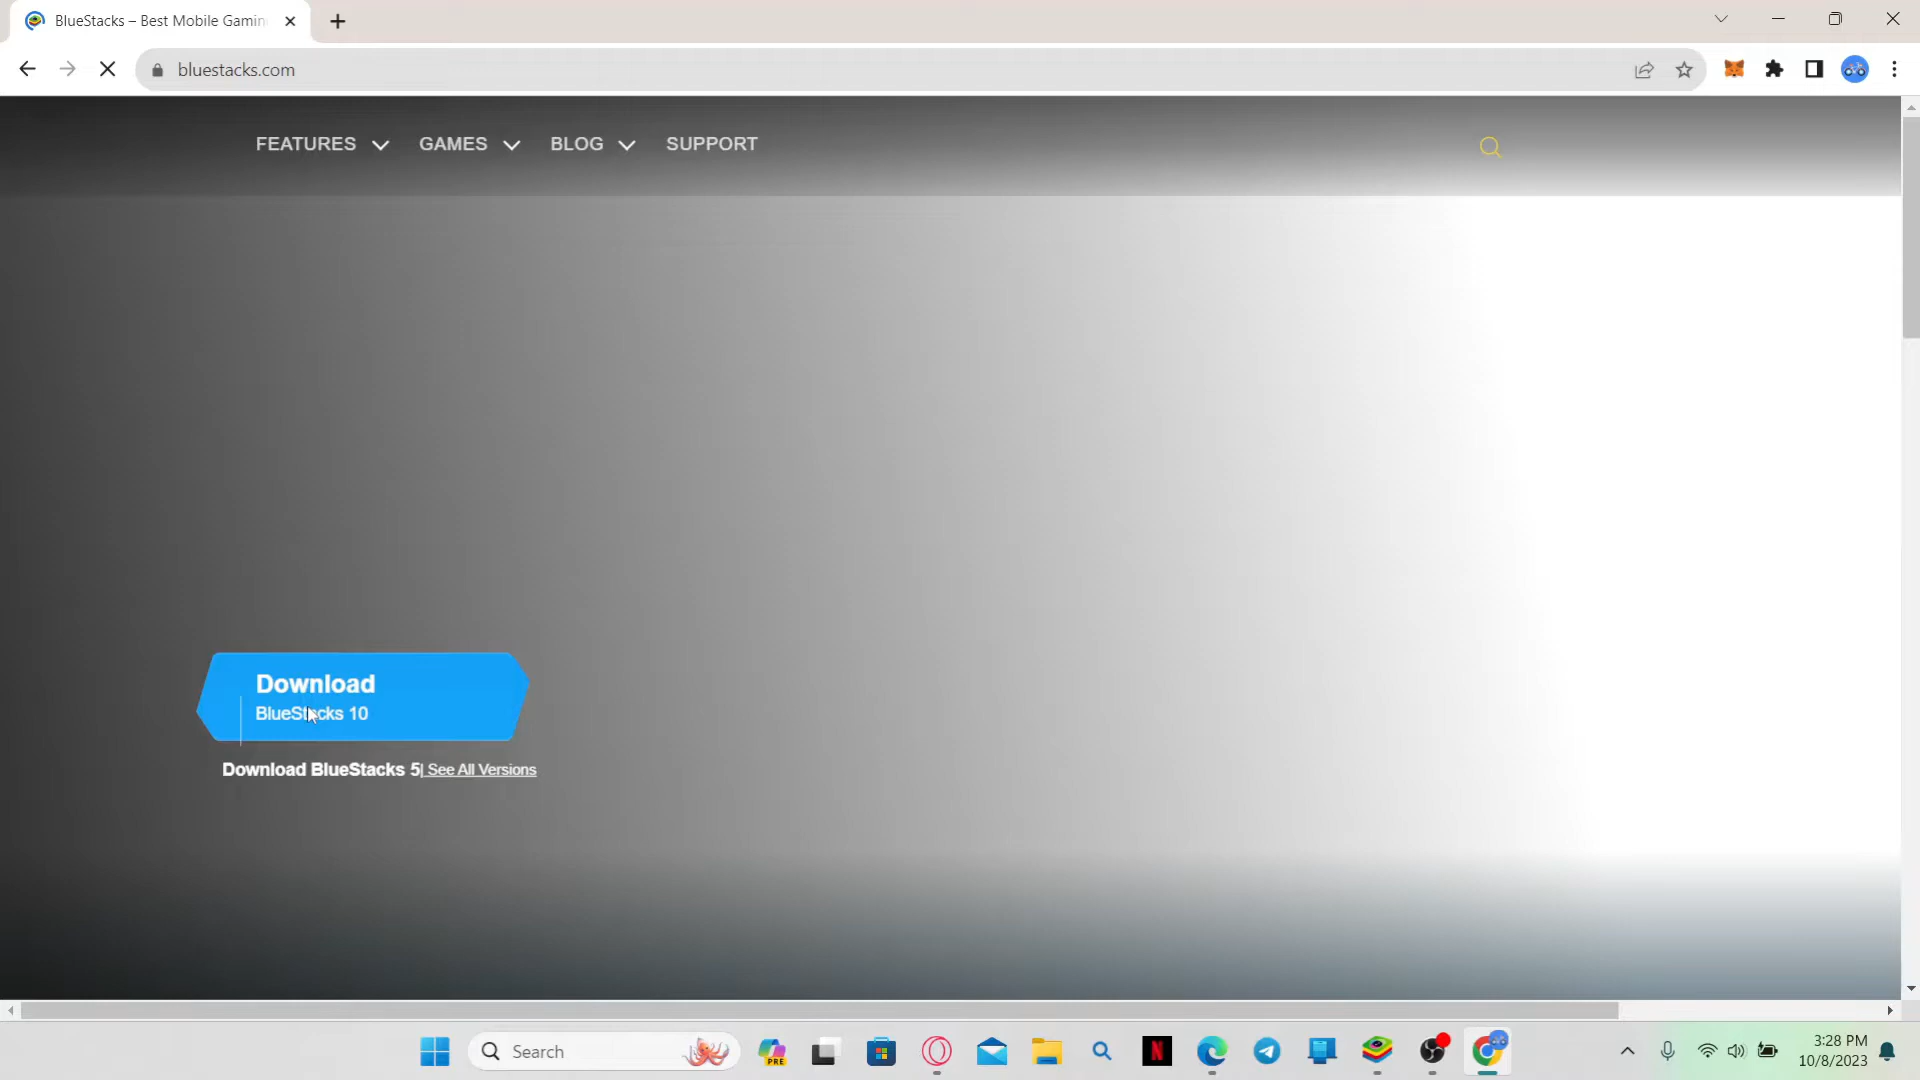 BlueStacks – Best Mobile Gamin
bluestacks.com
FEATURES GAMES BLOG SUPPORT
Download
BlueStacks 10
Download BlueStacks 5| See All Versions
Search
PRE
N
3:28 PM
10/8/2023